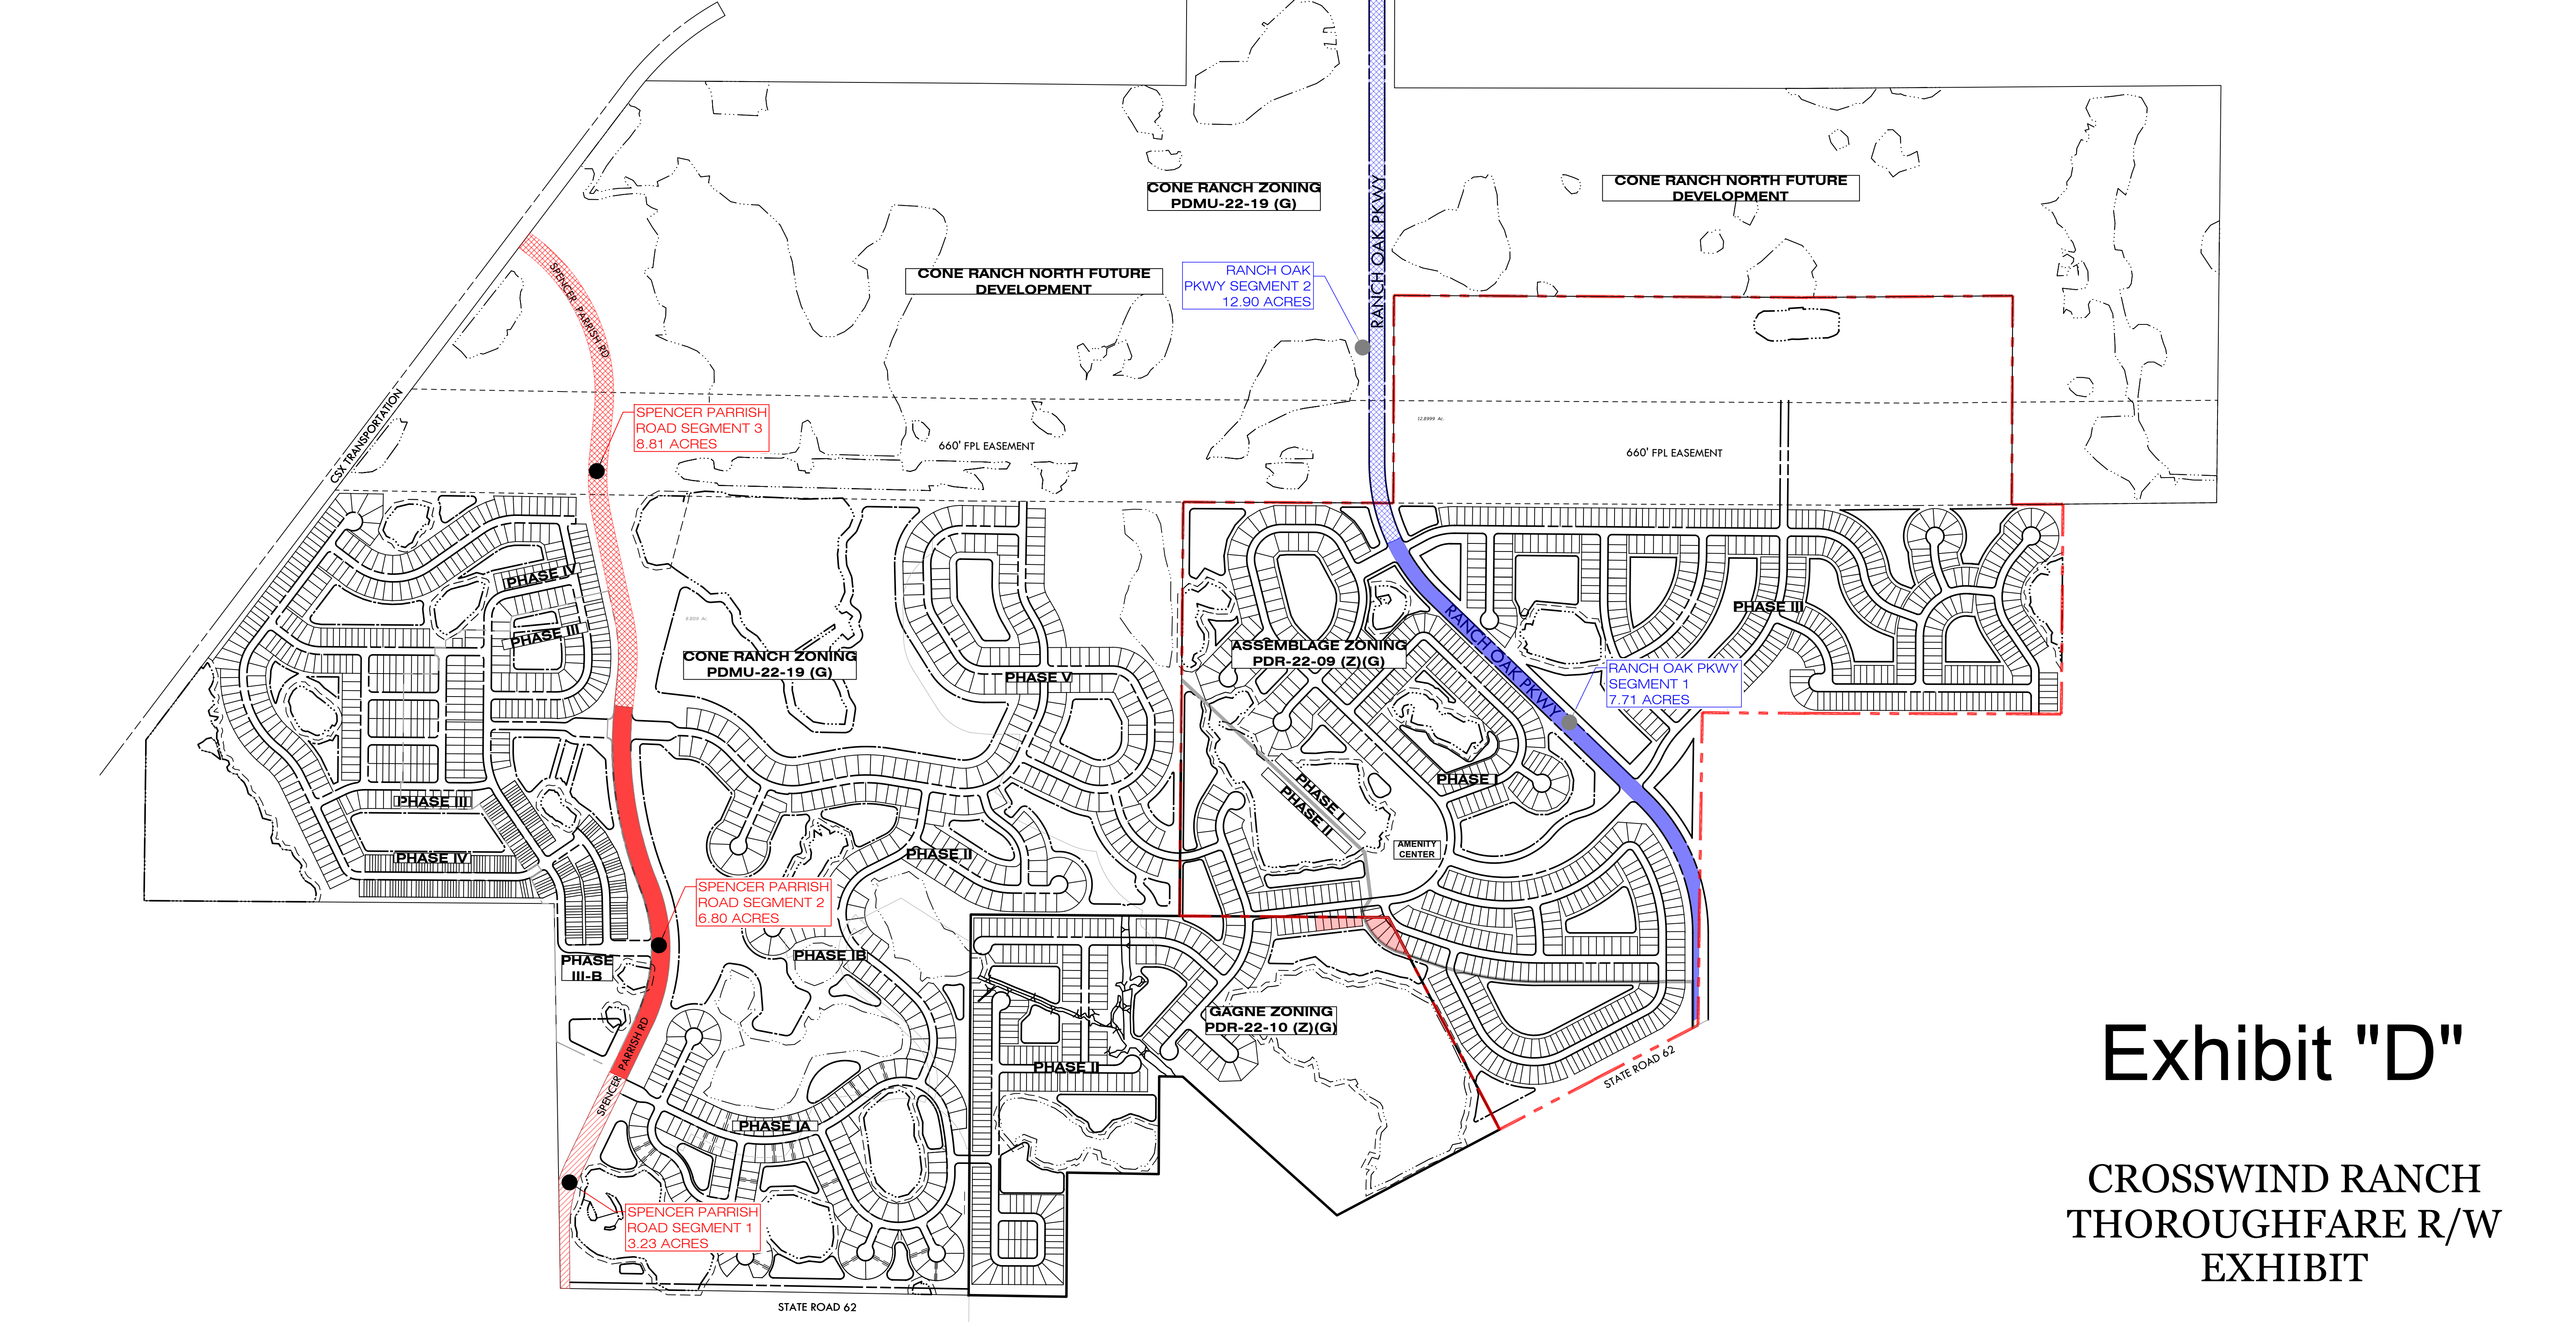 CONE RANCH ZONING
PDMU-22-19 (G)
CONE RANCH NORTH FUTURE
DEVELOPMENT
RANCH OAK PKWY
CONE RANCH NORTH FUTURE
DEVELOPMENT
RANCH OAK
PKWY SEGMENT 2
12.90 ACRES
SPENCER PARRISH RD
CSX TRANSPORTATION
SPENCER PARRISH
ROAD SEGMENT 3
8.81 ACRES
660' FPL EASEMENT
12.8999 Ac.
660' FPL EASEMENT
PHASE IV
PHASE III
CONE RANCH ZONING
PDMU-22-19 (G)
PHASE V
ASSEMBLAGE ZONING
PDR-22-09 (Z)(G)
RANCH OAK PKWY
PHASE III
RANCH OAK PKWY
SEGMENT 1
7.71 ACRES
PHASE I
PHASE I
PHASE II
PHASE III
PHASE IV
PHASE II
AMENITY
CENTER
SPENCER PARRISH
ROAD SEGMENT 2
6.80 ACRES
PHASE
III-B
PHASE IB
GAGNE ZONING
PDR-22-10 (Z)(G)
PHASE II
SPENCER PARRISH RD
STATE ROAD 62
PHASE IA
SPENCER PARRISH
ROAD SEGMENT 1
3.23 ACRES
STATE ROAD 62
Exhibit "D"
CROSSWIND RANCH
THOROUGHFARE R/W
EXHIBIT